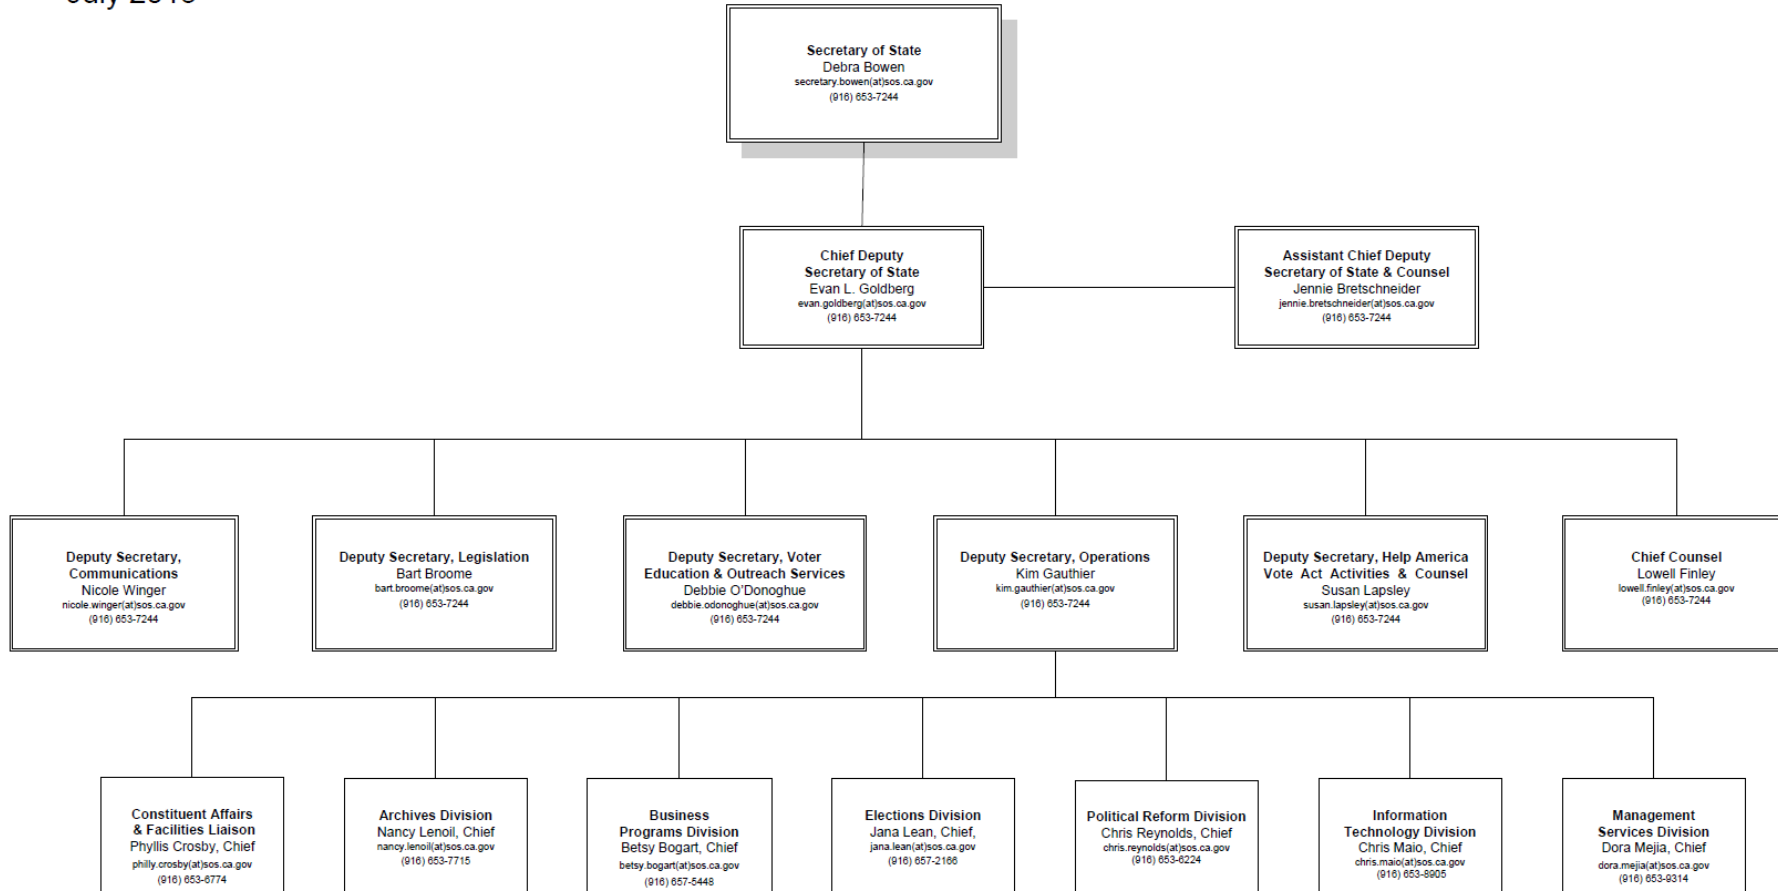 Secretary of State
Debra Bowen
secretary.bowen(at)sos.ca.gov
(916) 653-7244
Chief Deputy
Secretary of State
Evan L. Goldberg
evan.goldberg(at)sos.ca.gov
(916) 653-7244
Assistant Chief Deputy
Secretary of State & Counsel
Jennie Bretschneider
jennie.bretschneider(at)sos.ca.gov
(916) 653-7244
Deputy Secretary,
Communications
Nicole Winger
nicole.winger(at)sos.ca.gov
(916) 653-7244
Deputy Secretary, Legislation
Bart Broome
bart.broome(at)sos.ca.gov
(916) 653-7244
Deputy Secretary, Voter
Education & Outreach Services
Debbie O'Donoghue
debbie.odonoghue(at)sos.ca.gov
(916) 653-7244
Deputy Secretary, Operations
Kim Gauthier
kim.gauthier(at)sos.ca.gov
(916) 653-7244
Deputy Secretary, Help America
Vote Act Activities & Counsel
Susan Lapsley
susan.lapsley(at)sos.ca.gov
(916) 653-7244
Chief Counsel
Lowell Finley
lowell.finley(at)sos.ca.gov
(916) 653-7244
Constituent Affairs
& Facilities Liaison
Phyllis Crosby, Chief
philly.crosby(at)sos.ca.gov
(916) 653-6774
Archives Division
Nancy Lenoil, Chief
nancy.lenoil(at)sos.ca.gov
(916) 653-7715
Business
Programs Division
Betsy Bogart, Chief
betsy.bogart(at)sos.ca.gov
(916) 657-5448
Elections Division
Jana Lean, Chief,
jana.lean(at)sos.ca.gov
(916) 657-2166
Political Reform Division
Chris Reynolds, Chief
chris.reynolds(at)sos.ca.gov
(916) 653-6224
Information
Technology Division
Chris Maio, Chief
chris.maio(at)sos.ca.gov
(916) 653-8905
Management
Services Division
Dora Mejia, Chief
dora.mejia(at)sos.ca.gov
(916) 653-9314